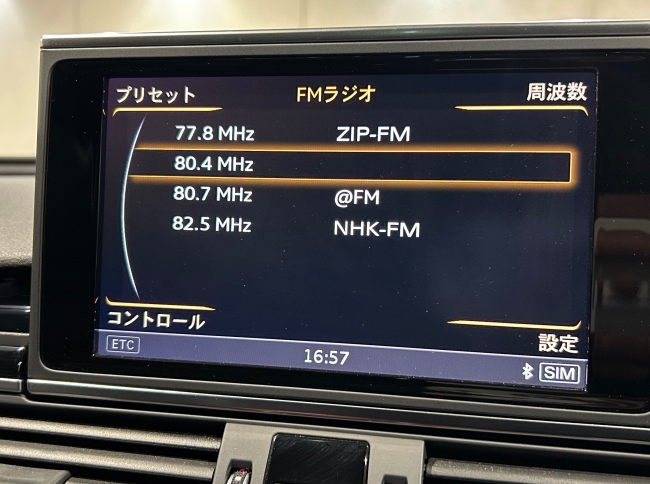 プリセット FMラジオ 周波数
77.8 MHz ZIP-FM
80.4 MHz
80.7 MHz @FM
82.5 MHz NHK-FM
コントロール 設定
ETC 16:57 SIM